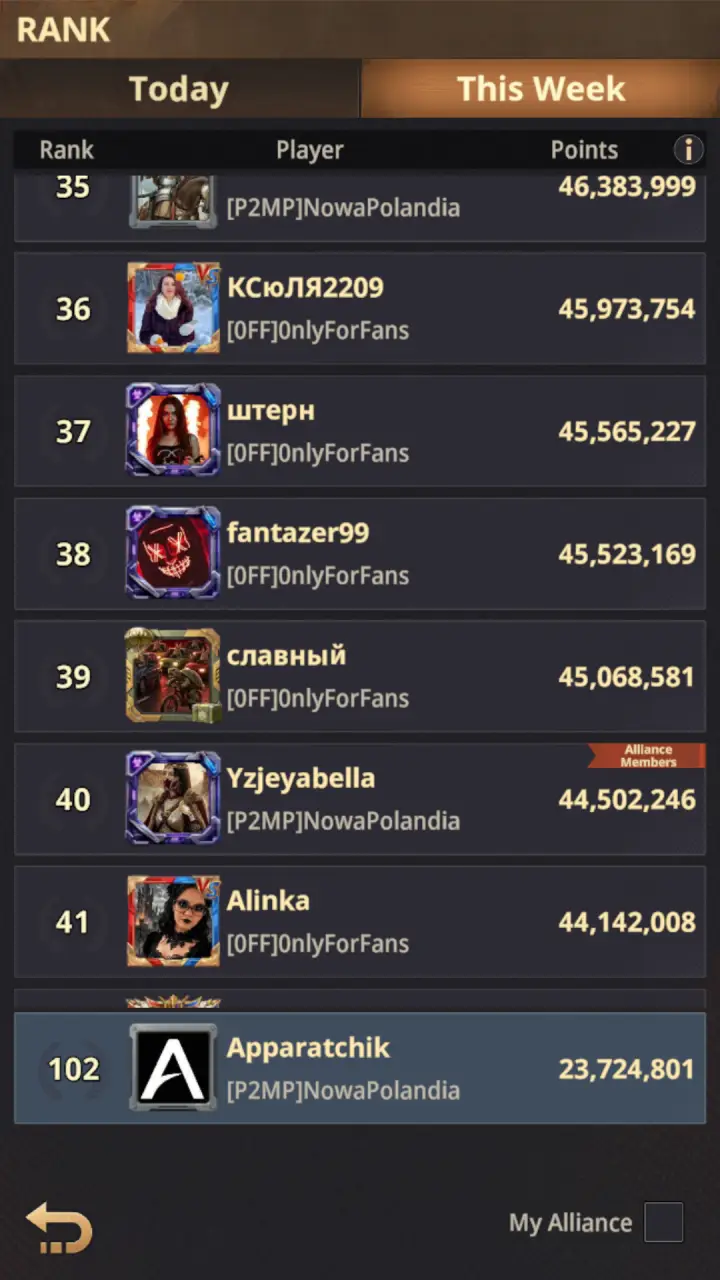 RANK
Today This Week
Rank Player Points
35 46,383,999
[P2MP]NowaPolandia
КСюЛЯ2209
36 45,973,754
[0FF]0nlyForFans
штерн
37 45,565,227
[0FF]0nlyForFans
fantazer99
38 45,523,169
[0FF]0nlyForFans
славный
39 45,068,581
[0FF]0nlyForFans
Alliance
Members
Yzjeyabella
40 44,502,246
[P2MP]NowaPolandia
Alinka
41 44,142,008
[0FF]0nlyForFans
Apparatchik
102 23,724,801
[P2MP]NowaPolandia
My Alliance